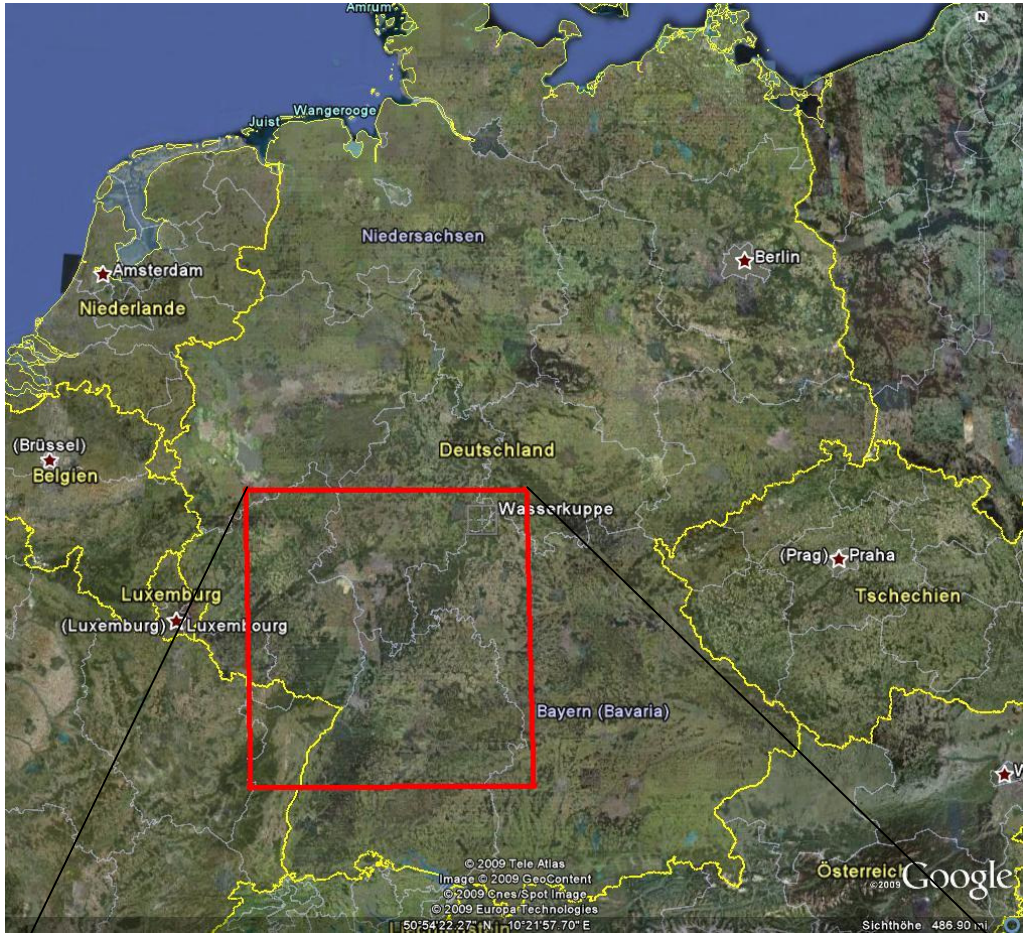 Amrum
N
Wangerooge
Juist
Niedersachsen
Berlin
Amsterdam
Niederlande
(Brüssel)
Belgien
Deutschland
Wasserkuppe
(Prag) Praha
Luxemburg
Tschechien
(Luxemburg) Luxembourg
Bayern (Bavaria)
W
© 2009 Tele Atlas
Image © 2009 GeoContent
© 2009 Cnes/Spot Image
© 2009 Europa Technologies
Österreich
©2009 Google
50°54'22.27" N 10°21'57.70" E
Sichthöhe 486.90 mi